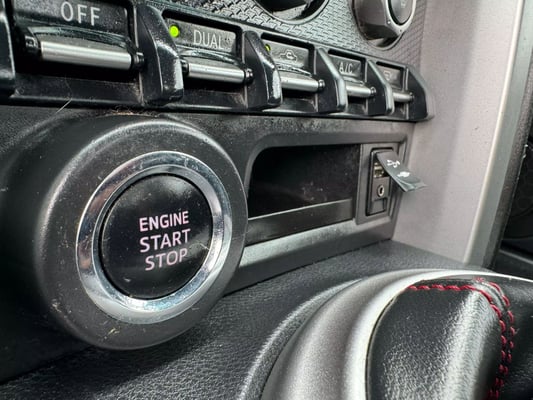 OFF
DUAL
A/C
ENGINE
START
STOP